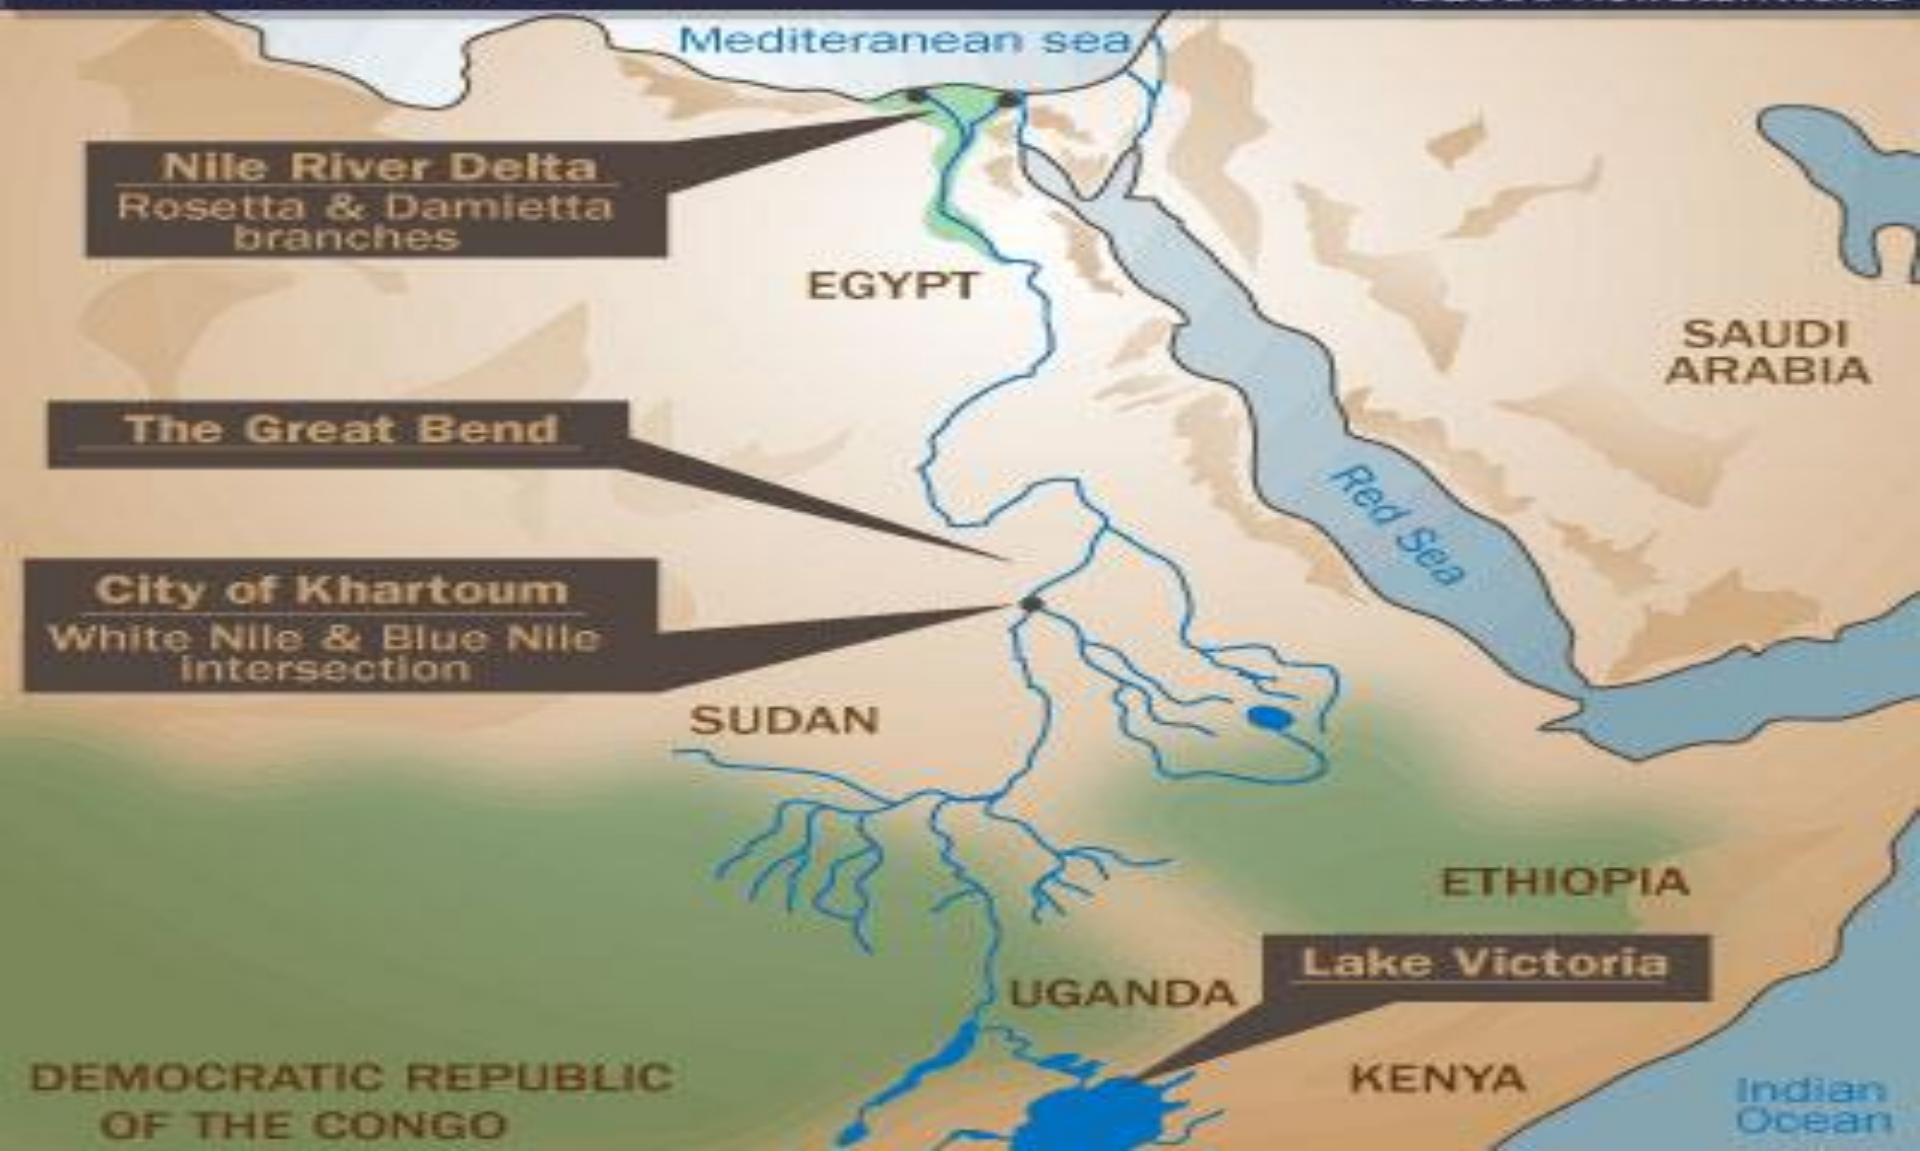 Mediteranean sea
Nile River Delta
Rosetta & Damietta
branches
EGYPT
SAUDI
ARABIA
The Great Bend
Red Sea
City of Khartoum
White Nile & Blue Nile
intersection
SUDAN
ETHIOPIA
Lake Victoria
UGANDA
DEMOCRATIC REPUBLIC
OF THE CONGO
KENYA
Indian
Ocean